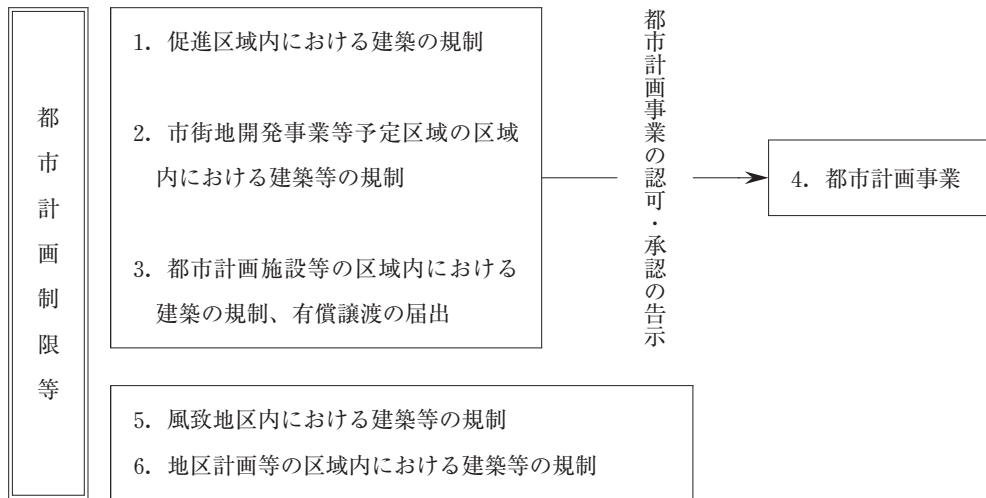 都市計画制限等
1．促進区域内における建築の規制
2．市街地開発事業等予定区域の区域
内における建築等の規制
3．都市計画施設等の区域内における
建築の規制、有償譲渡の届出
都市計画事業の認可・承認の告示
4．都市計画事業
5．風致地区内における建築等の規制
6．地区計画等の区域内における建築等の規制